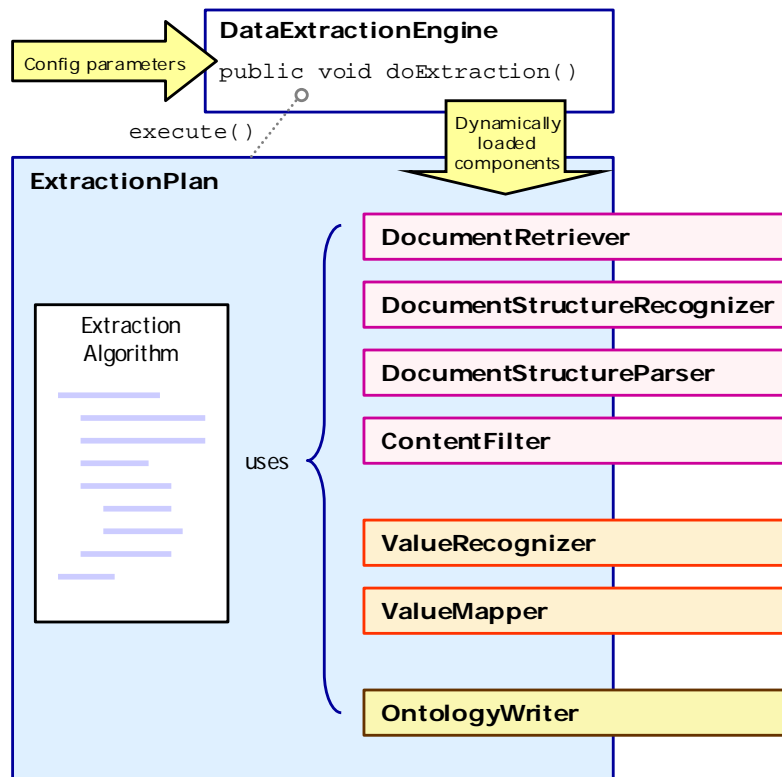 DataExtractionEngine
Config parameters
public void doExtraction()
execute()
Dynamically
loaded
components
ExtractionPlan
DocumentRetriever
DocumentStructureRecognizer
Extraction
Algorithm
DocumentStructureParser
ContentFilter
uses
ValueRecognizer
ValueMapper
OntologyWriter